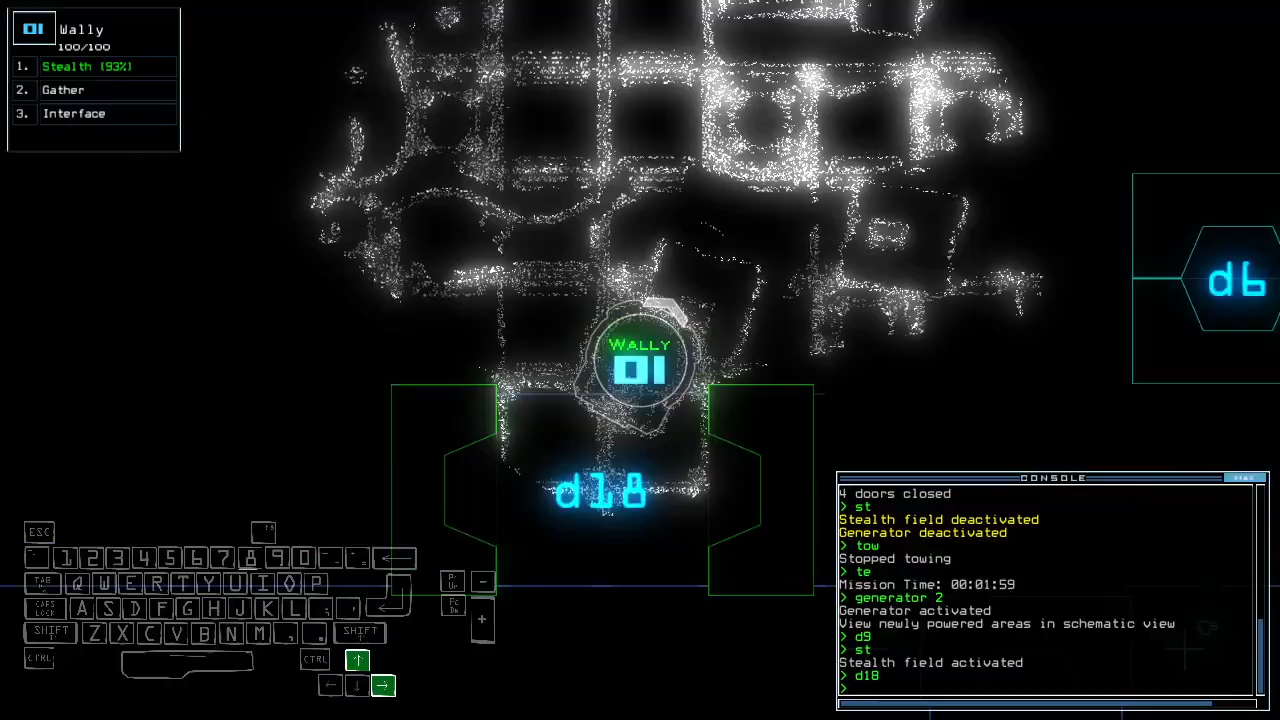 01 Wally
100/100
1. Stealth (93%)
2. Gather
3. Interface
d6
WALLY
01
d18
CONSOLE
MAX
4 doors closed
> st
Stealth field deactivated
Generator deactivated
> tow
Stopped towing
> te
Mission Time: 00:01:59
> generator 2
Generator activated
View newly powered areas in schematic view
> d9
> st
Stealth field activated
> d18
>
ESC
1 2 3 4 5 6 7 8 9 0 - ←
TAB Q W E R T Y U I O P
CAPS LOCK A S D F G H J K L ; '
SHIFT Z X C V B N M , . SHIFT
CTRL CTRL ↑
← ↓ →
-
+